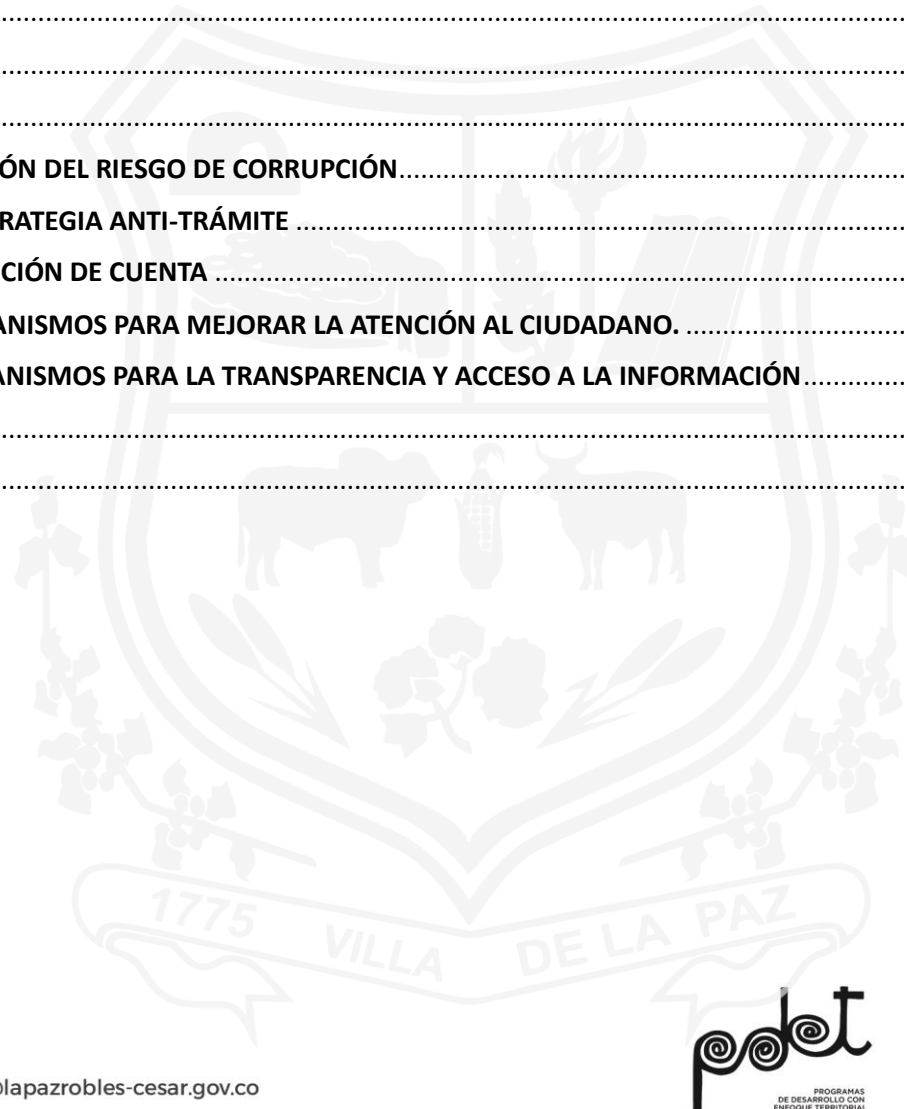 ................................................................
................................................................
................................................................
ÓN DEL RIESGO DE CORRUPCIÓN................................
RATEGIA ANTI-TRÁMITE ................................
CIÓN DE CUENTA ................................
ANISMOS PARA MEJORAR LA ATENCIÓN AL CIUDADANO. ................
ANISMOS PARA LA TRANSPARENCIA Y ACCESO A LA INFORMACIÓN................
................................................................
................................................................
1775 VILLA DE LA PAZ
pdet
@lapazrobles-cesar.gov.co
PROGRAMAS
DE DESARROLLO CON
ENFOQUE TERRITORIAL